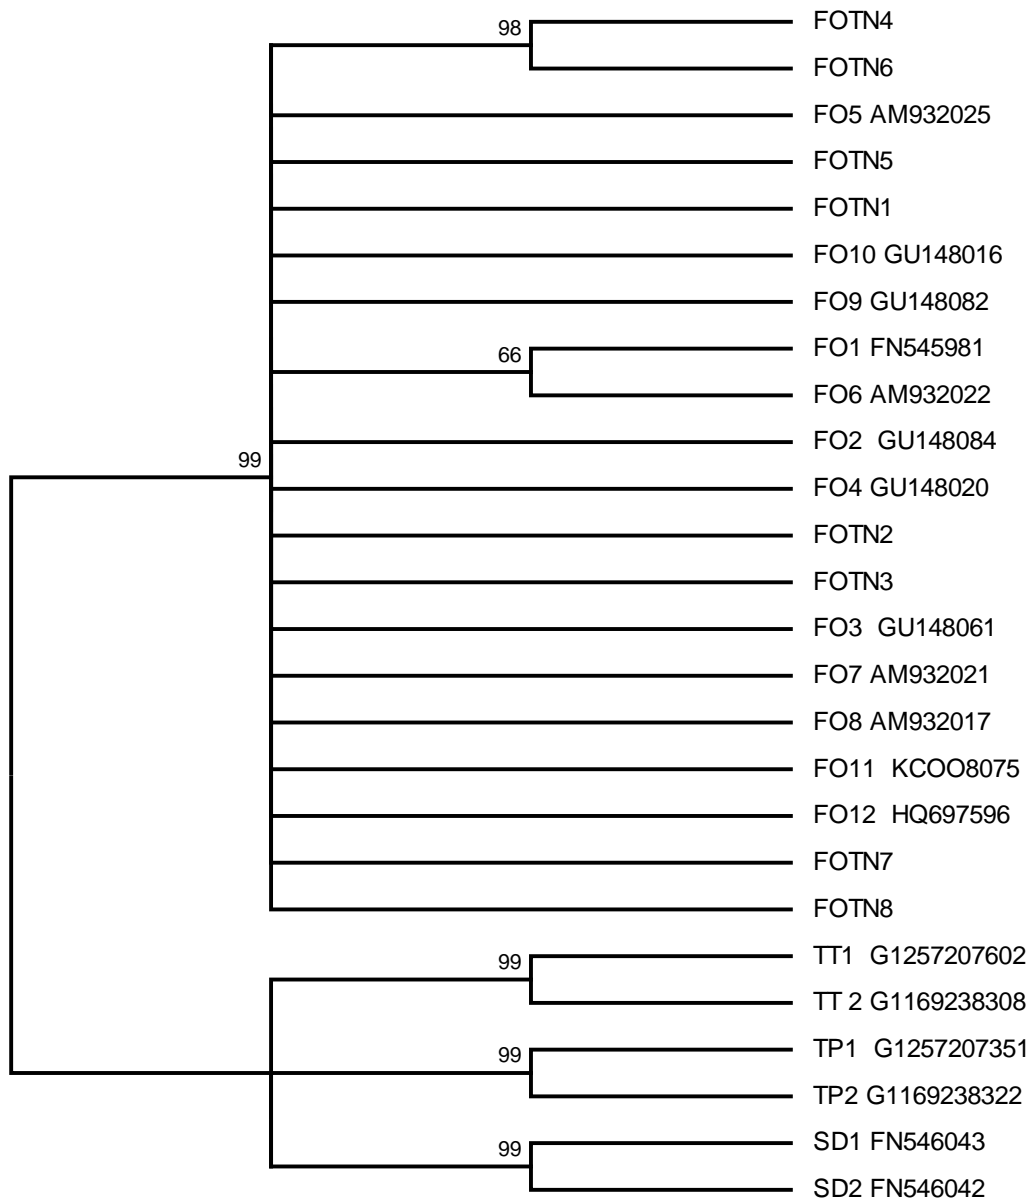 98
FOTN4
FOTN6
FO5 AM932025
FOTN5
FOTN1
FO10 GU148016
FO9 GU148082
66
FO1 FN545981
FO6 AM932022
FO2 GU148084
99
FO4 GU148020
FOTN2
FOTN3
FO3 GU148061
FO7 AM932021
FO8 AM932017
FO11 KCOO8075
FO12 HQ697596
FOTN7
FOTN8
99
TT1 G1257207602
TT 2 G1169238308
99
TP1 G1257207351
TP2 G1169238322
99
SD1 FN546043
SD2 FN546042